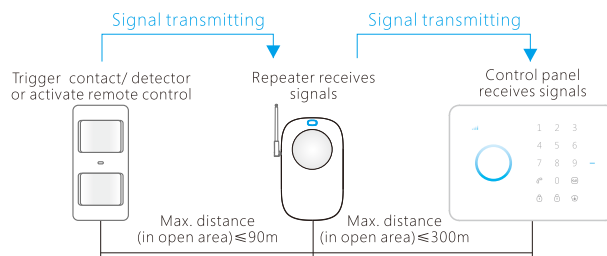 Signal transmitting
Signal transmitting
Trigger contact/ detector
or activate remote control
Repeater receives
signals
Control panel
receives signals
1 2 3
4 5 6
7 8 9
0
Max. distance
(in open area)≤90m
Max. distance
(in open area)≤300m